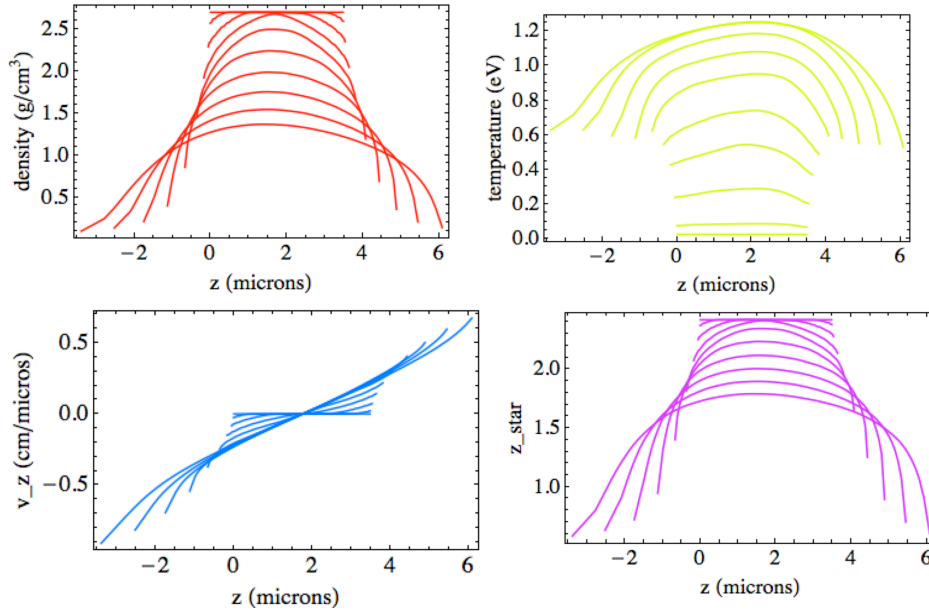 density (g/cm³)
2.5
2.0
1.5
1.0
0.5
−2 0 2 4 6
z (microns)
temperature (eV)
1.2
1.0
0.8
0.6
0.4
0.2
0.0
−2 0 2 4 6
z (microns)
v_z (cm/micros)
0.5
0.0
−0.5
−2 0 2 4 6
z (microns)
z_star
2.0
1.5
1.0
−2 0 2 4 6
z (microns)